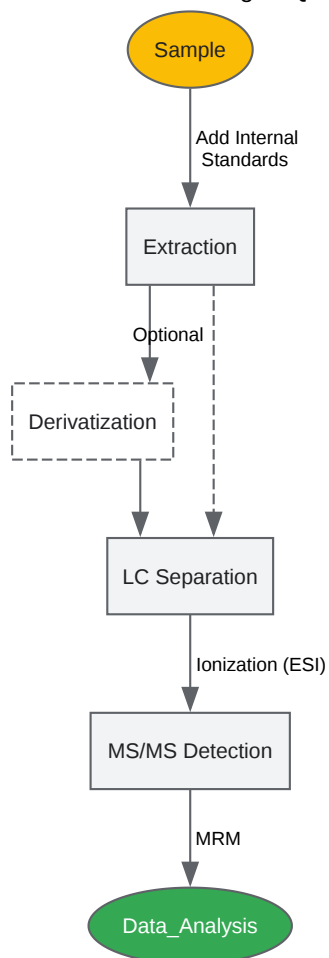 Sample
Add Internal
Standards
Extraction
Optional
Derivatization
LC Separation
Ionization (ESI)
MS/MS Detection
MRM
Data_Analysis